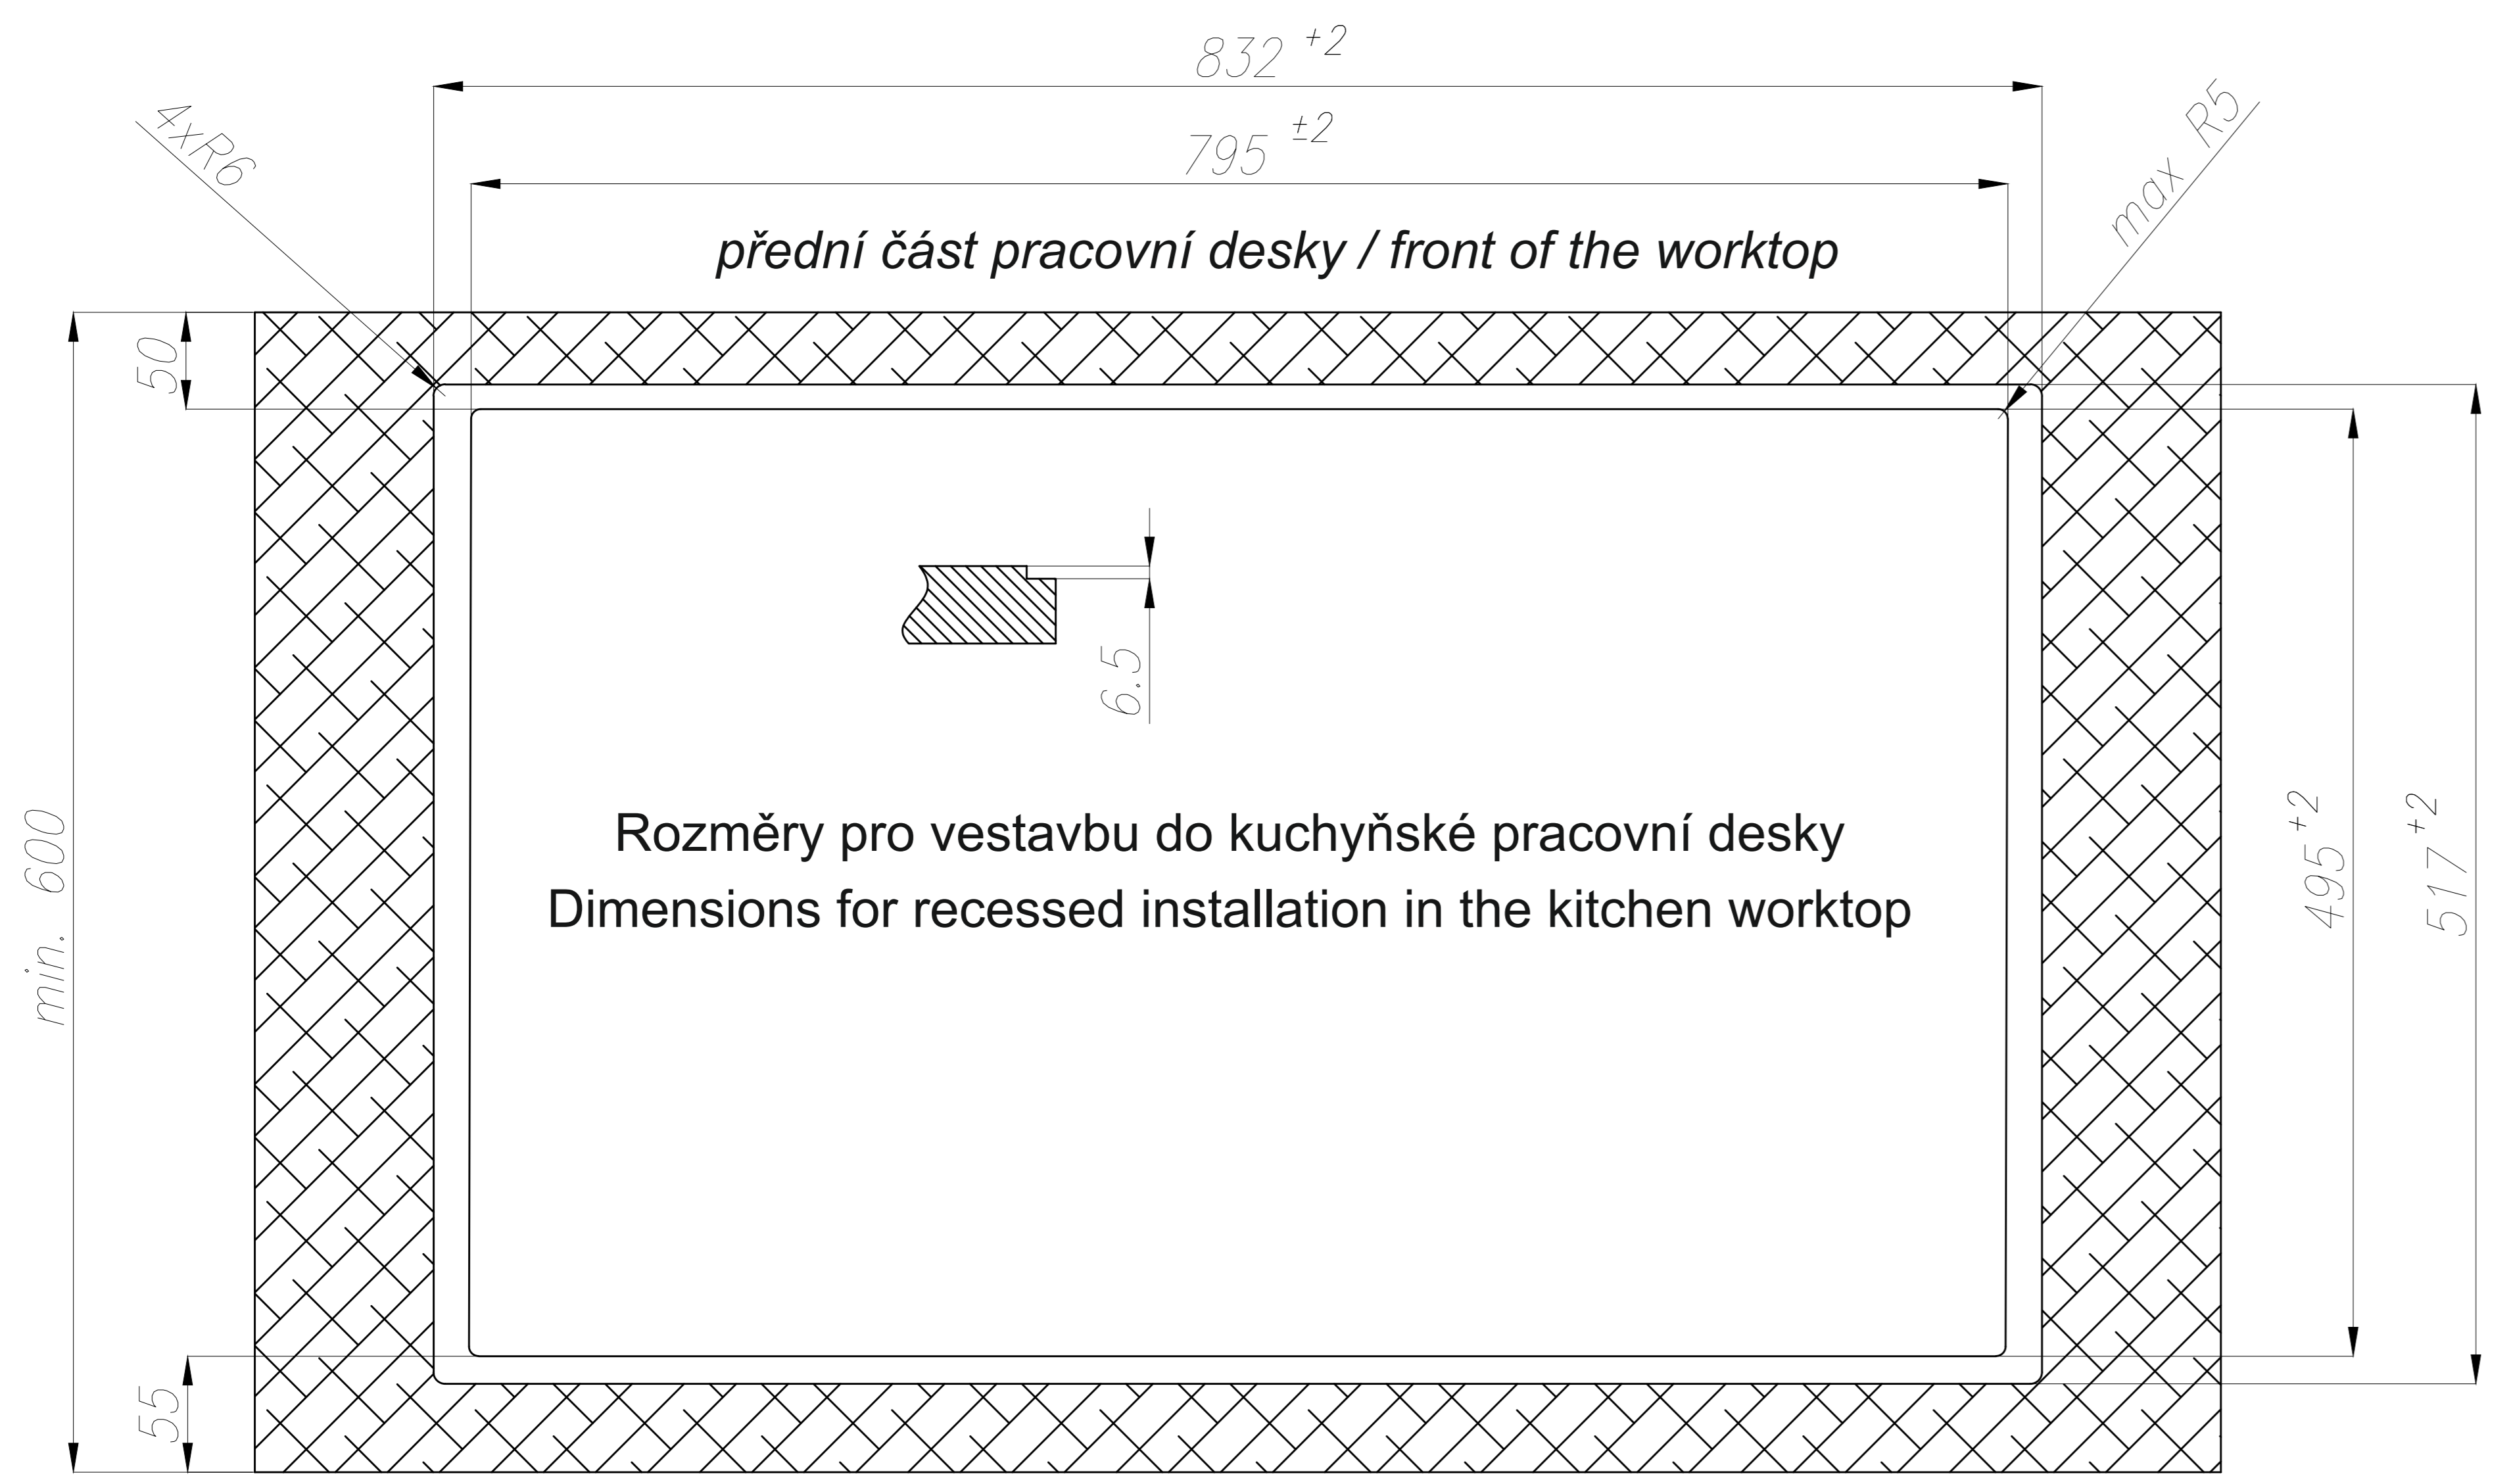 832 +2
795 ±2
4xR6
max R5
přední část pracovní desky / front of the worktop
50
6.5
min. 600
Rozměry pro vestavbu do kuchyňské pracovní desky
Dimensions for recessed installation in the kitchen worktop
495 +2
517 +2
55